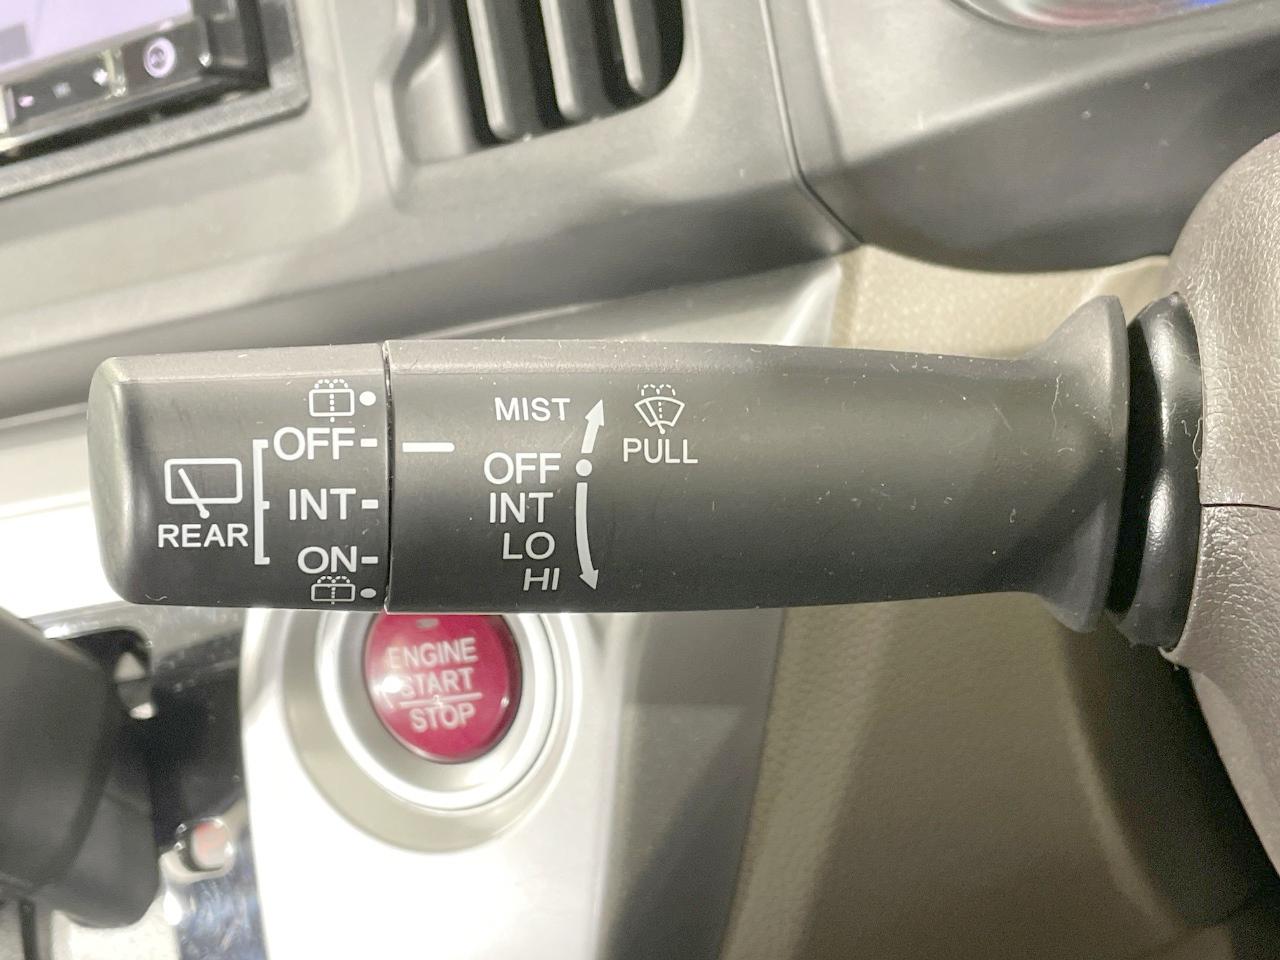 MIST
PULL
OFF
OFF
INT
INT
REAR
LO
ON
HI
ENGINE
START
STOP